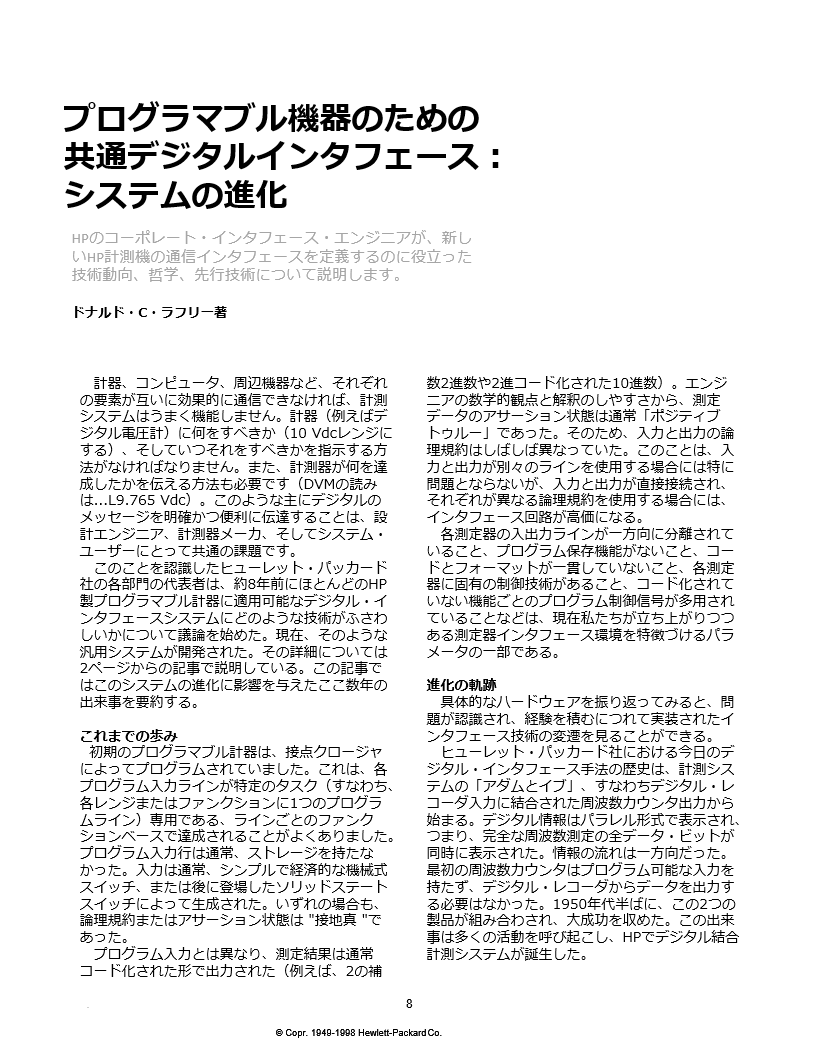 プログラマブル機器のための
共通デジタルインタフェース：
システムの進化
HPのコーポレート・インタフェース・エンジニアが、新し
いHP計測機の通信インタフェースを定義するのに役立った
技術動向、哲学、先行技術について説明します。
ドナルド・C・ラフリー著
計器、コンピュータ、周辺機器など、それぞれ
の要素が互いに効果的に通信できなければ、計測
システムはうまく機能しません。計器（例えばデ
ジタル電圧計）に何をすべきか（10 Vdcレンジに
する）、そしていつそれをすべきかを指示する方
法がなければなりません。また、計測器が何を達
成したかを伝える方法も必要です（DVMの読み
は...L9.765 Vdc）。このような主にデジタルの
メッセージを明確かつ便利に伝達することは、設
計エンジニア、計測器メーカ、そしてシステム・
ユーザーにとって共通の課題です。
このことを認識したヒューレット・パッカード
社の各部門の代表者は、約8年前にほとんどのHP
製プログラマブル計器に適用可能なデジタル・イ
ンタフェースシステムにどのような技術がふさわ
しいかについて議論を始めた。現在、そのような
汎用システムが開発された。その詳細については
2ページからの記事で説明している。この記事で
はこのシステムの進化に影響を与えたここ数年の
出来事を要約する。
これまでの歩み
初期のプログラマブル計器は、接点クロージャ
によってプログラムされていました。これは、各
プログラム入力ラインが特定のタスク（すなわち、
各レンジまたはファンクションに1つのプログラ
ムライン）専用である、ラインごとのファンク
ションベースで達成されることがよくありました。
プログラム入力行は通常、ストレージを持たな
かった。入力は通常、シンプルで経済的な機械式
スイッチ、または後に登場したソリッドステート
スイッチによって生成された。いずれの場合も、
論理規約またはアサーション状態は "接地真 "で
あった。
プログラム入力とは異なり、測定結果は通常
コード化された形で出力された（例えば、2の補
数2進数や2進コード化された10進数）。エンジ
ニアの数学的観点と解釈のしやすさから、測定
データのアサーション状態は通常「ポジティブ
トゥルー」であった。そのため、入力と出力の論
理規約はしばしば異なっていた。このことは、入
力と出力が別々のラインを使用する場合には特に
問題とならないが、入力と出力が直接接続され、
それぞれが異なる論理規約を使用する場合には、
インタフェース回路が高価になる。
各測定器の入出力ラインが一方向に分離されて
いること、プログラム保存機能がないこと、コー
ドとフォーマットが一貫していないこと、各測定
器に固有の制御技術があること、コード化されて
いない機能ごとのプログラム制御信号が多用され
ていることなどは、現在私たちが立ち上がりつつ
ある測定器インタフェース環境を特徴づけるパラ
メータの一部である。
進化の軌跡
具体的なハードウェアを振り返ってみると、問
題が認識され、経験を積むにつれて実装されたイ
ンタフェース技術の変遷を見ることができる。
ヒューレット・パッカード社における今日のデ
ジタル・インタフェース手法の歴史は、計測シス
テムの「アダムとイブ」、すなわちデジタル・レ
コーダ入力に結合された周波数カウンタ出力から
始まる。デジタル情報はパラレル形式で表示され、
つまり、完全な周波数測定の全データ・ビットが
同時に表示された。情報の流れは一方向だった。
最初の周波数カウンタはプログラム可能な入力を
持たず、デジタル・レコーダからデータを出力す
る必要はなかった。1950年代半ばに、この2つの
製品が組み合わされ、大成功を収めた。この出来
事は多くの活動を呼び起こし、HPでデジタル結合
計測システムが誕生した。
8
© Copr. 1949-1998 Hewlett-Packard Co.